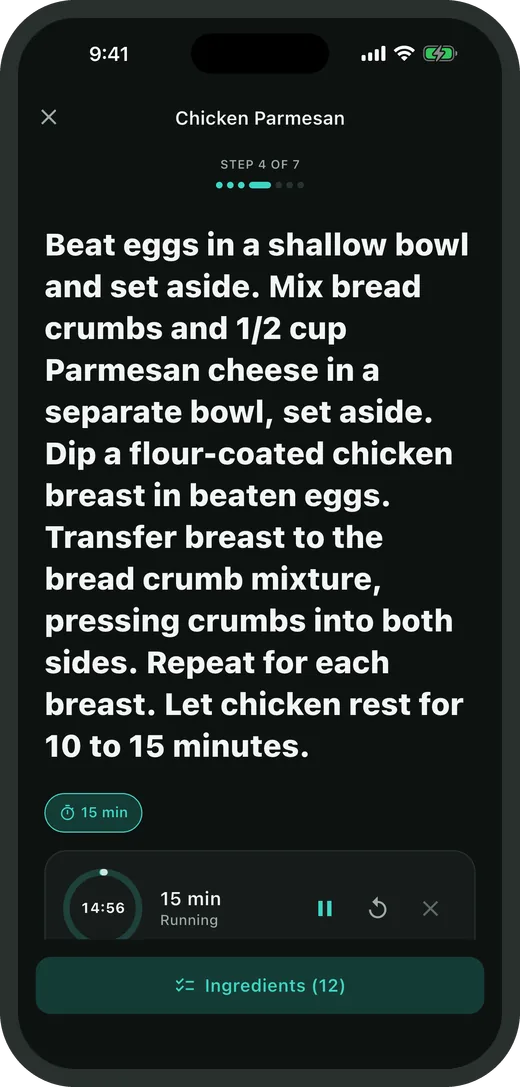 9:41
Chicken Parmesan
STEP 4 OF 7
Beat eggs in a shallow bowl
and set aside. Mix bread
crumbs and 1/2 cup
Parmesan cheese in a
separate bowl, set aside.
Dip a flour-coated chicken
breast in beaten eggs.
Transfer breast to the
bread crumb mixture,
pressing crumbs into both
sides. Repeat for each
breast. Let chicken rest for
10 to 15 minutes.
15 min
14:56
15 min
Running
Ingredients (12)